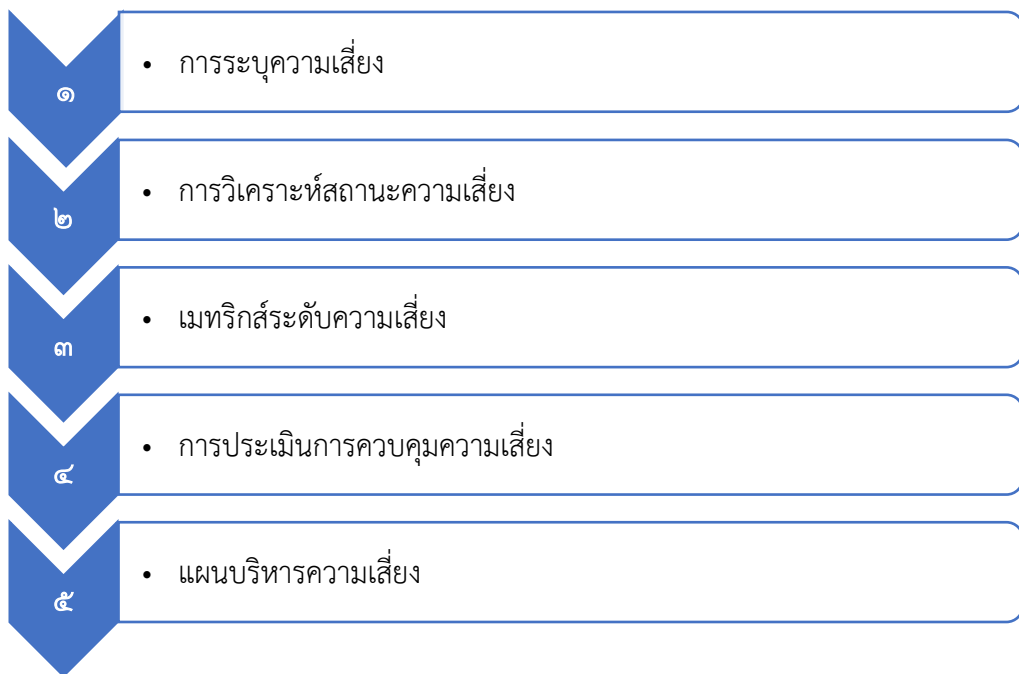 ๑
• การระบุความเสี่ยง
๒
• การวิเคราะห์สถานะความเสี่ยง
๓
• เมทริกส์ระดับความเสี่ยง
๔
• การประเมินการควบคุมความเสี่ยง
๕
• แผนบริหารความเสี่ยง